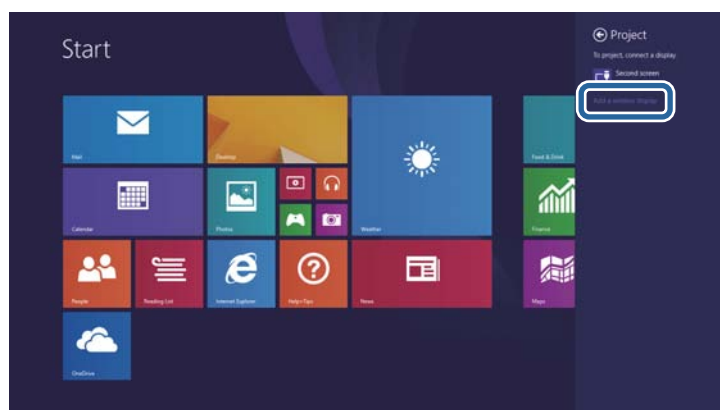 Start
Project
To project, connect a display.
Second screen
Add a wireless display
Mail
Desktop
Weather
Food & Drink
Calendar
Photos
Finance
People
Reading List
Internet Explorer
Help+Tips
News
Maps
OneDrive